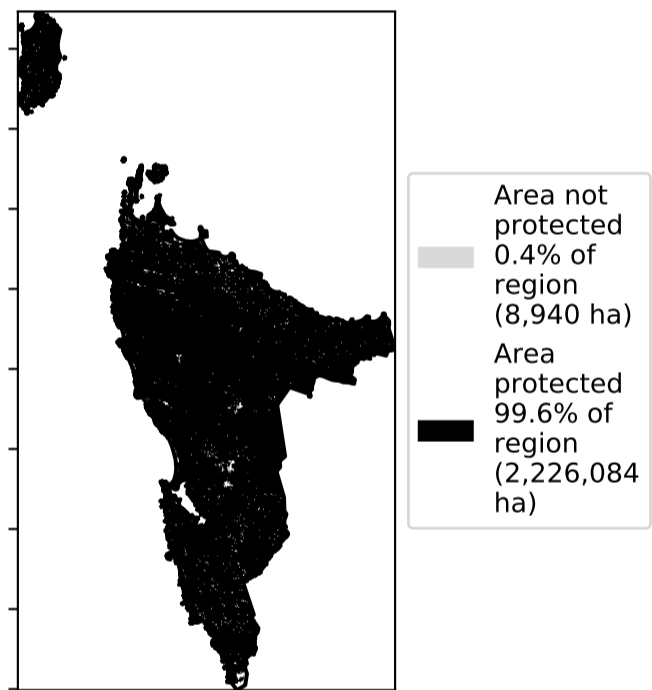 Area not
protected
0.4% of
region
(8,940 ha)
Area
protected
99.6% of
region
(2,226,084
ha)